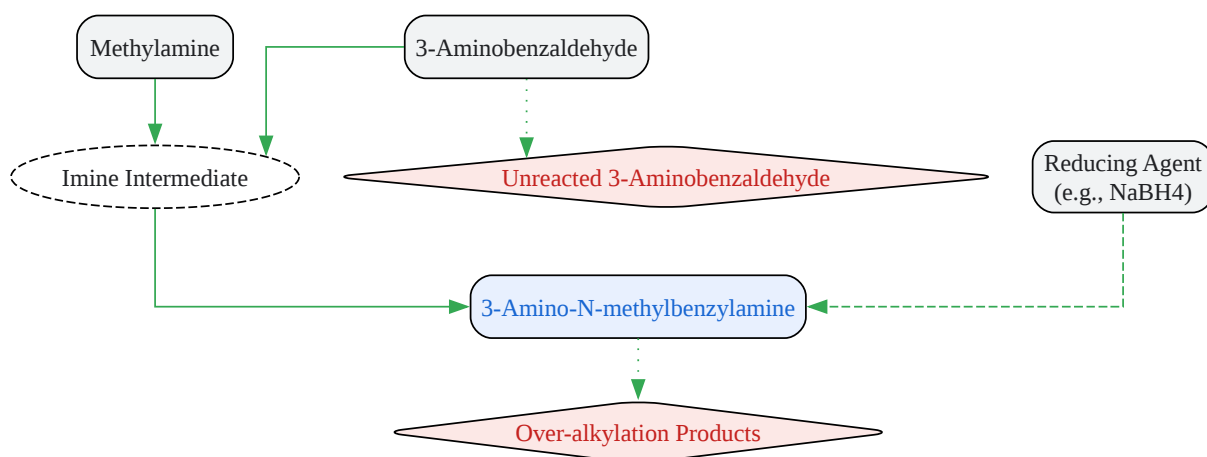 Methylamine
3-Aminobenzaldehyde
Imine Intermediate
Unreacted 3-Aminobenzaldehyde
Reducing Agent
(e.g., NaBH4)
3-Amino-N-methylbenzylamine
Over-alkylation Products